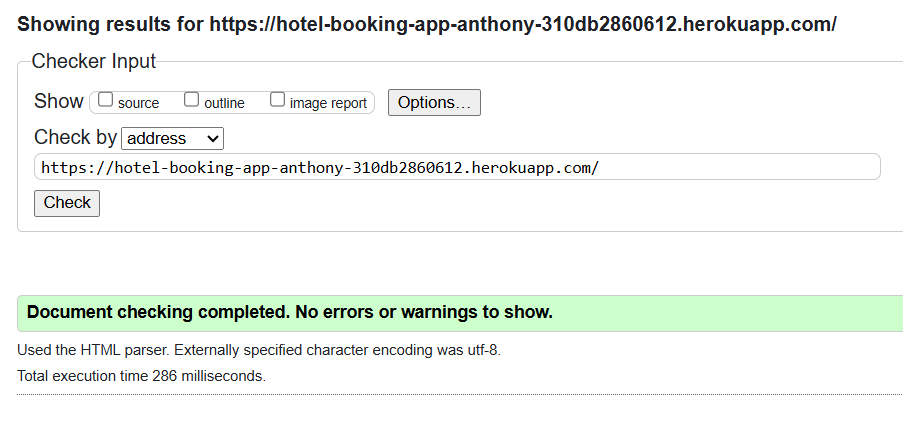 Showing results for https://hotel-booking-app-anthony-310db2860612.herokuapp.com/
Checker Input
Show source outline image report Options...
Check by address
https://hotel-booking-app-anthony-310db2860612.herokuapp.com/
Check
Document checking completed. No errors or warnings to show.
Used the HTML parser. Externally specified character encoding was utf-8.
Total execution time 286 milliseconds.